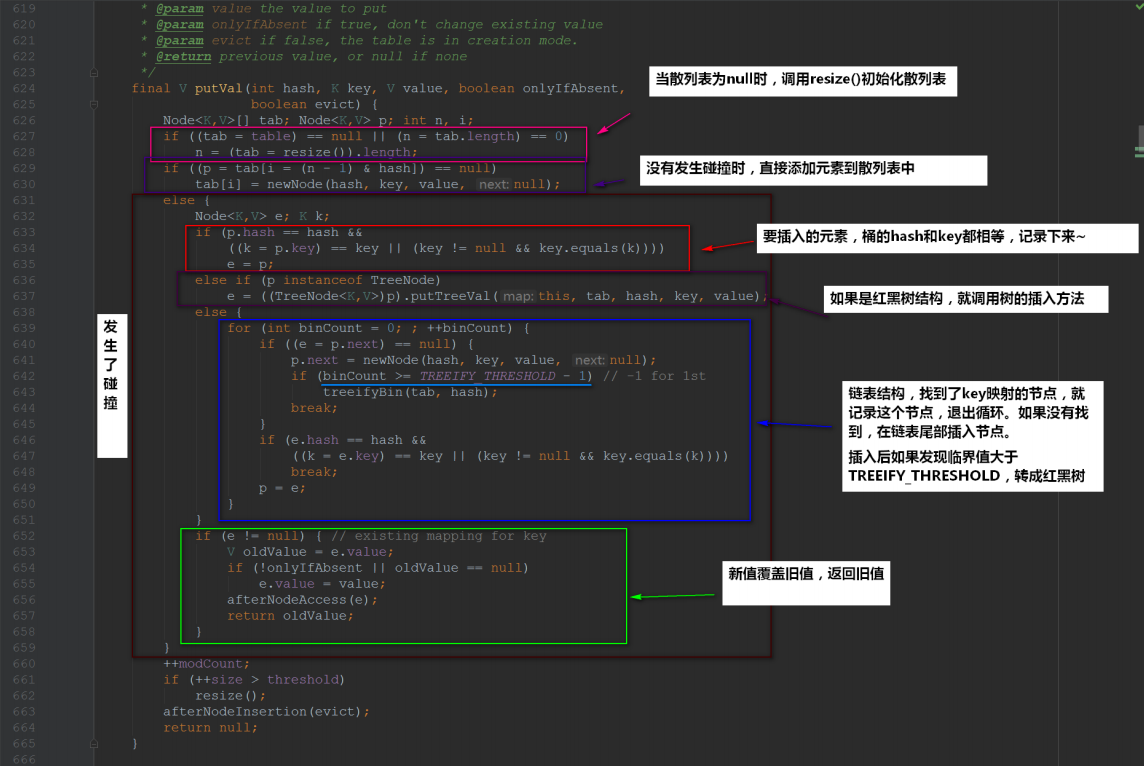 619 * @param value the value to put
620 * @param onlyIfAbsent if true, don't change existing value
621 * @param evict if false, the table is in creation mode.
622 * @return previous value, or null if none
623 */
624 final V putVal(int hash, K key, V value, boolean onlyIfAbsent,
当散列表为null时，调用resize()初始化散列表
625 boolean evict) {
626 Node<K,V>[] tab; Node<K,V> p; int n, i;
627 if ((tab = table) == null || (n = tab.length) == 0)
628 n = (tab = resize()).length;
629 if ((p = tab[i = (n - 1) & hash]) == null)
没有发生碰撞时，直接添加元素到散列表中
630 tab[i] = newNode(hash, key, value, next: null);
631 else {
632 Node<K,V> e; K k;
633 if (p.hash == hash &&
要插入的元素，桶的hash和key都相等，记录下来~
634 ((k = p.key) == key || (key != null && key.equals(k))))
635 e = p;
636 else if (p instanceof TreeNode)
637 e = ((TreeNode<K,V>)p).putTreeVal( map: this, tab, hash, key, value);
如果是红黑树结构，就调用树的插入方法
638 else {
639 for (int binCount = 0; ; ++binCount) {
发
生
了
碰
撞
640 if ((e = p.next) == null) {
641 p.next = newNode(hash, key, value, next: null);
642 if (binCount >= TREEIFY_THRESHOLD - 1) // -1 for 1st
643 treeifyBin(tab, hash);
链表结构，找到了key映射的节点，就
记录这个节点，退出循环。如果没有找
到，在链表尾部插入节点。
插入后如果发现临界值大于
TREEIFY_THRESHOLD，转成红黑树
644 break;
645 }
646 if (e.hash == hash &&
647 ((k = e.key) == key || (key != null && key.equals(k))))
648 break;
649 p = e;
650 }
651 }
652 if (e != null) { // existing mapping for key
653 V oldValue = e.value;
654 if (!onlyIfAbsent || oldValue == null)
新值覆盖旧值，返回旧值
655 e.value = value;
656 afterNodeAccess(e);
657 return oldValue;
658 }
659 }
660 ++modCount;
661 if (++size > threshold)
662 resize();
663 afterNodeInsertion(evict);
664 return null;
665 }
666